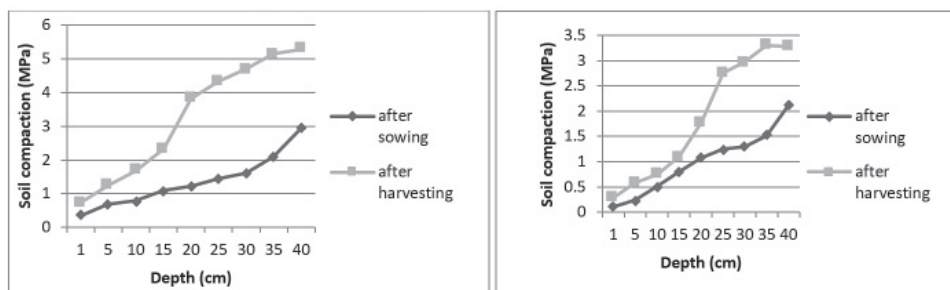 6
5
4
3
2
1
0
Soil compaction (MPa)
1 5 10 15 20 25 30 35 40
Depth (cm)
after
sowing
after
harvesting
3.5
3
2.5
2
1.5
1
0.5
0
Soil compaction (MPa)
1 5 10 15 20 25 30 35 40
Depth (cm)
after
sowing
after
harvesting